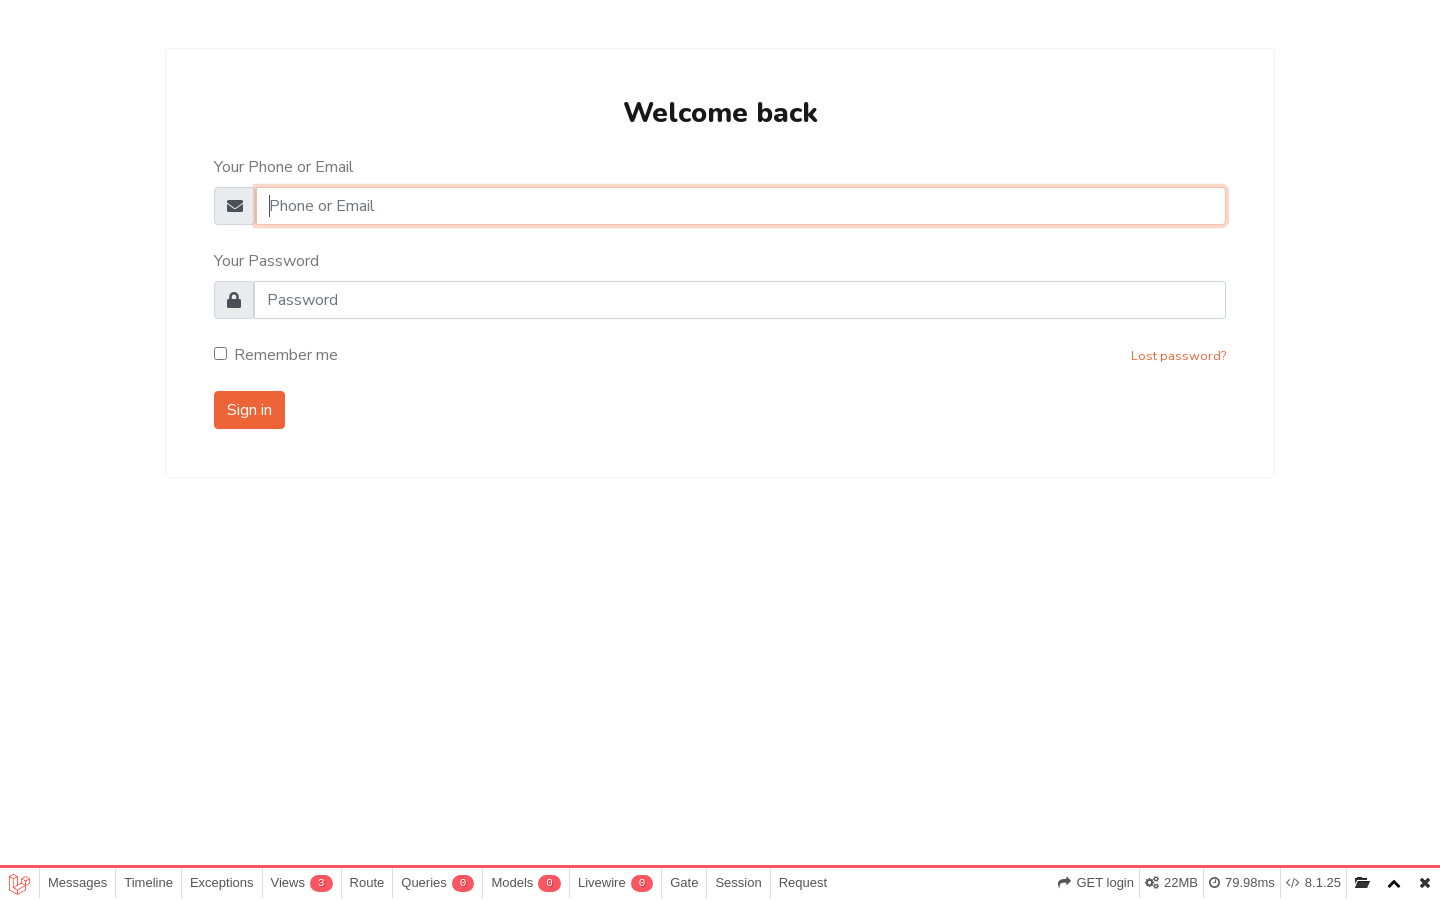 Welcome back
Your Phone or Email
Phone or Email
Your Password
Password
Remember me Lost password?
Sign in
Messages Timeline Exceptions Views 3 Route Queries 0 Models 0 Livewire 0 Gate Session Request GET login 22MB 79.98ms 8.1.25